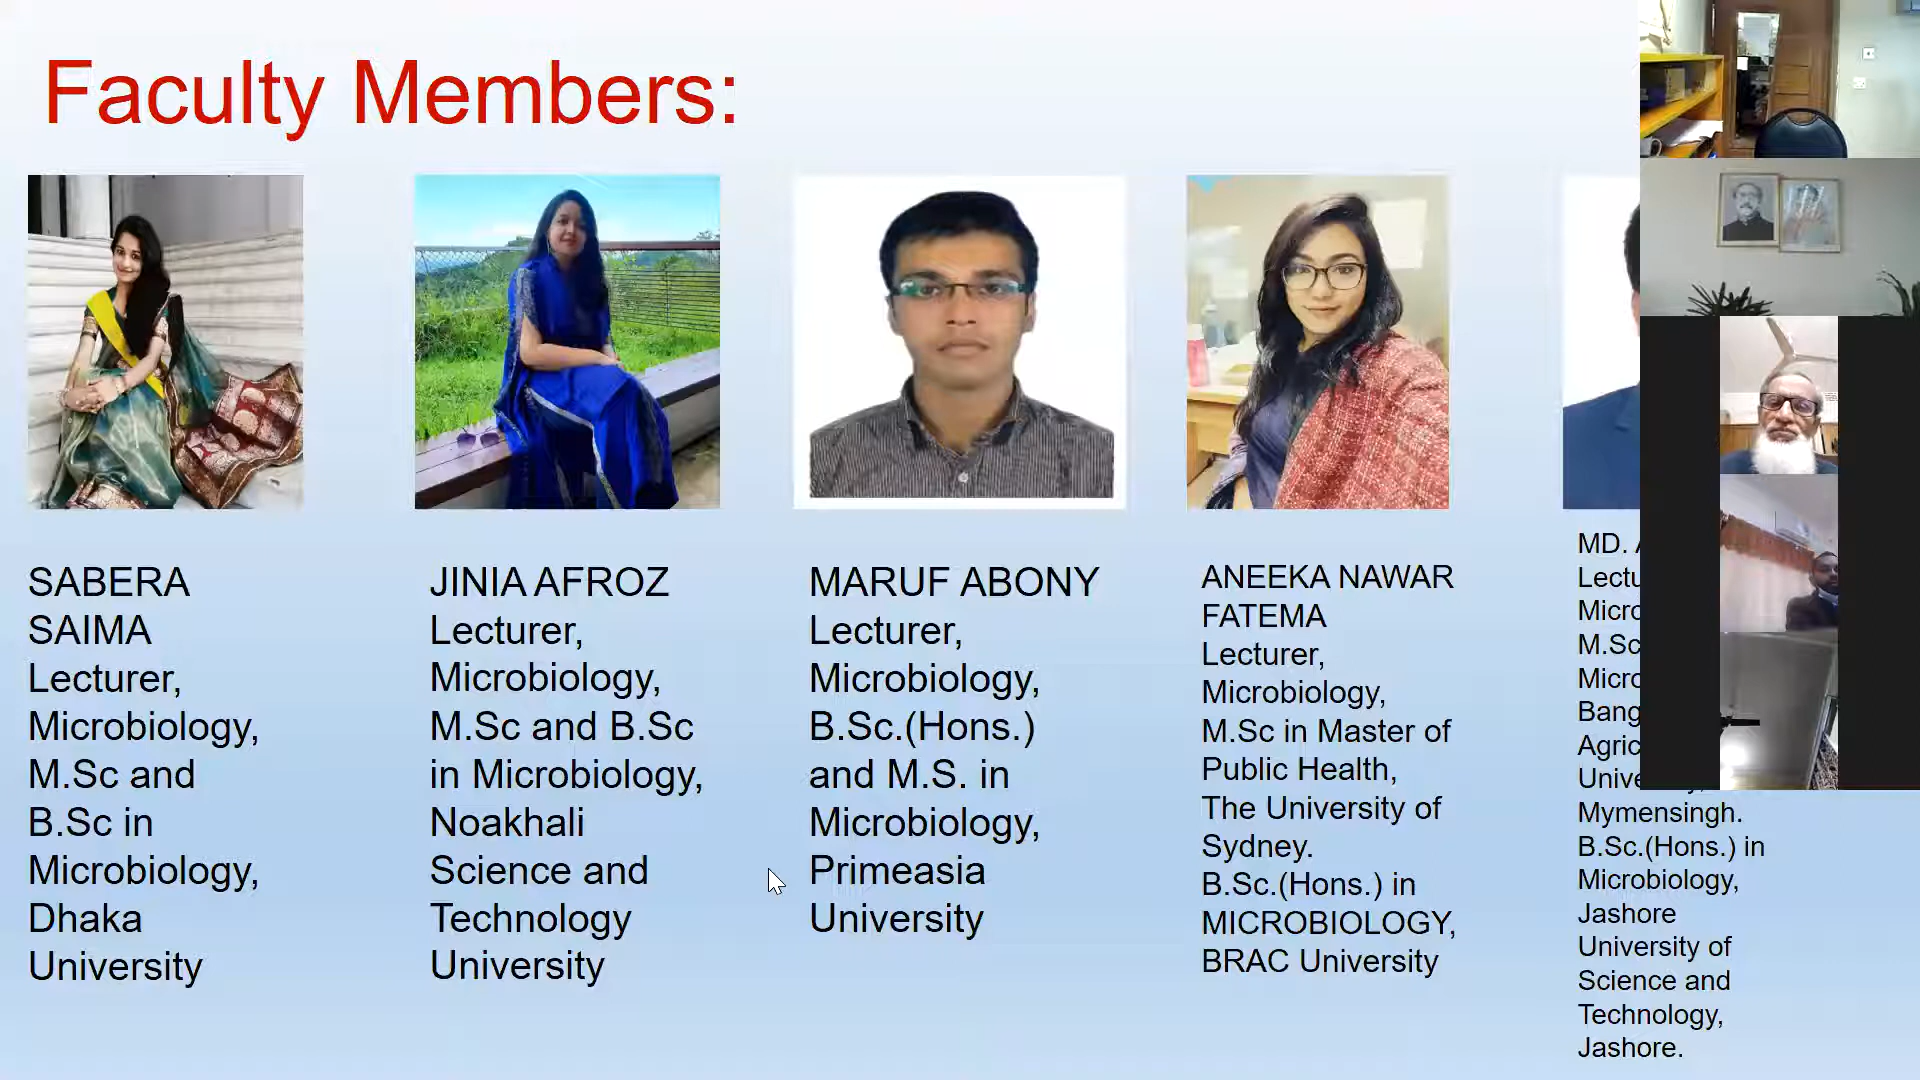 Faculty Members:
SABERA
SAIMA
Lecturer,
Microbiology,
M.Sc and
B.Sc in
Microbiology,
Dhaka
University
JINIA AFROZ
Lecturer,
Microbiology,
M.Sc and B.Sc
in Microbiology,
Noakhali
Science and
Technology
University
MARUF ABONY
Lecturer,
Microbiology,
B.Sc.(Hons.)
and M.S. in
Microbiology,
Primeasia
University
ANEEKA NAWAR
FATEMA
Lecturer,
Microbiology,
M.Sc in Master of
Public Health,
The University of
Sydney.
B.Sc.(Hons.) in
MICROBIOLOGY,
BRAC University
MD.
M.Sc
Mymensingh.
B.Sc.(Hons.) in
Microbiology,
Jashore
University of
Science and
Technology,
Jashore.